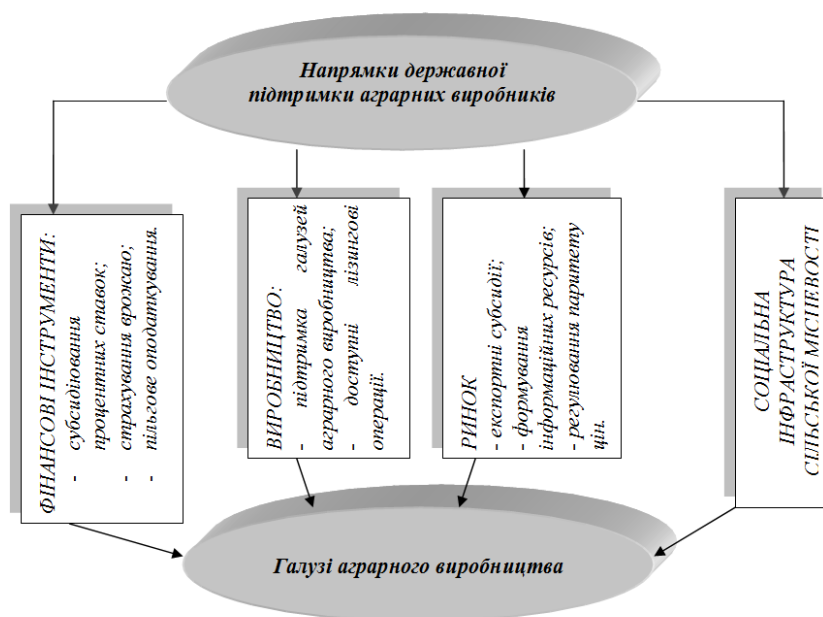 Напрямки державної
підтримки аграрних виробників
ФІНАНСОВІ ІНСТРУМЕНТИ:
- субсидіювання
процентних ставок;
- страхування врожаю;
- пільгове оподаткування.
ВИРОБНИЦТВО:
- підтримка галузей
аграрного виробництва;
- доступні лізингові
операції.
РИНОК
- експортні субсидії;
- формування
інформаційних ресурсів;
- регулювання паритету
цін.
СОЦІАЛЬНА
ІНФРАСТРУКТУРА
СІЛЬСЬКОЇ МІСЦЕВОСТІ
Галузі аграрного виробництва